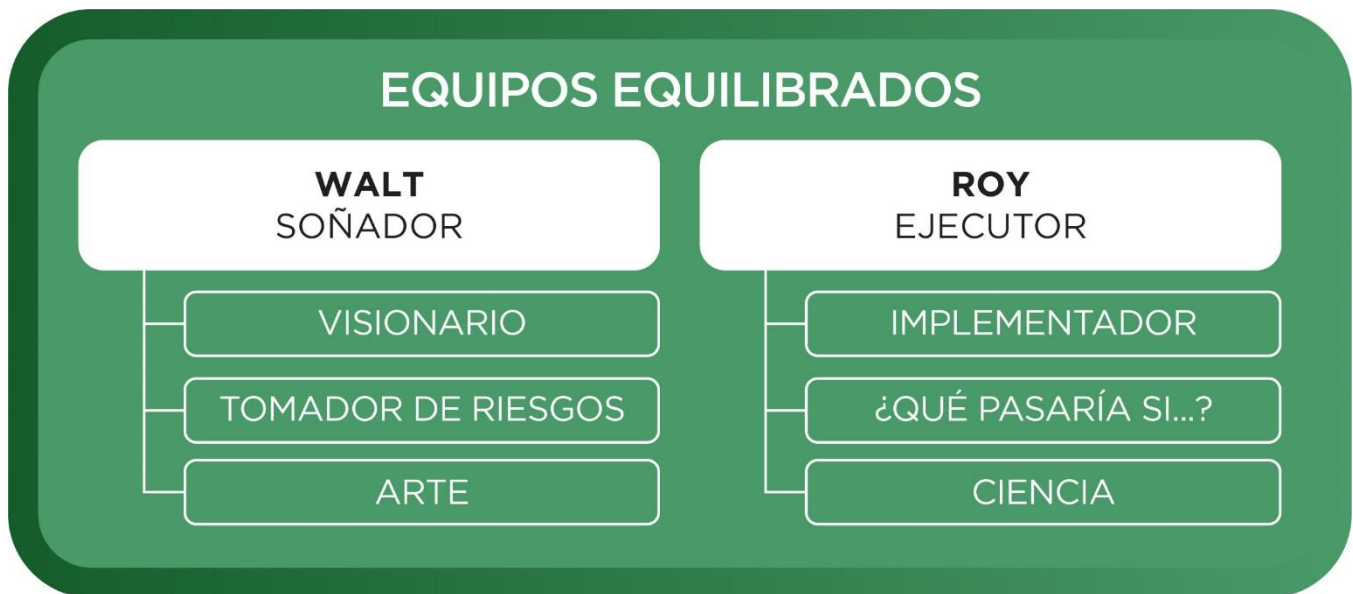 EQUIPOS EQUILIBRADOS
WALT
SOÑADOR
VISIONARIO
TOMADOR DE RIESGOS
ARTE
ROY
EJECUTOR
IMPLEMENTADOR
¿QUÉ PASARÍA SI...?
CIENCIA